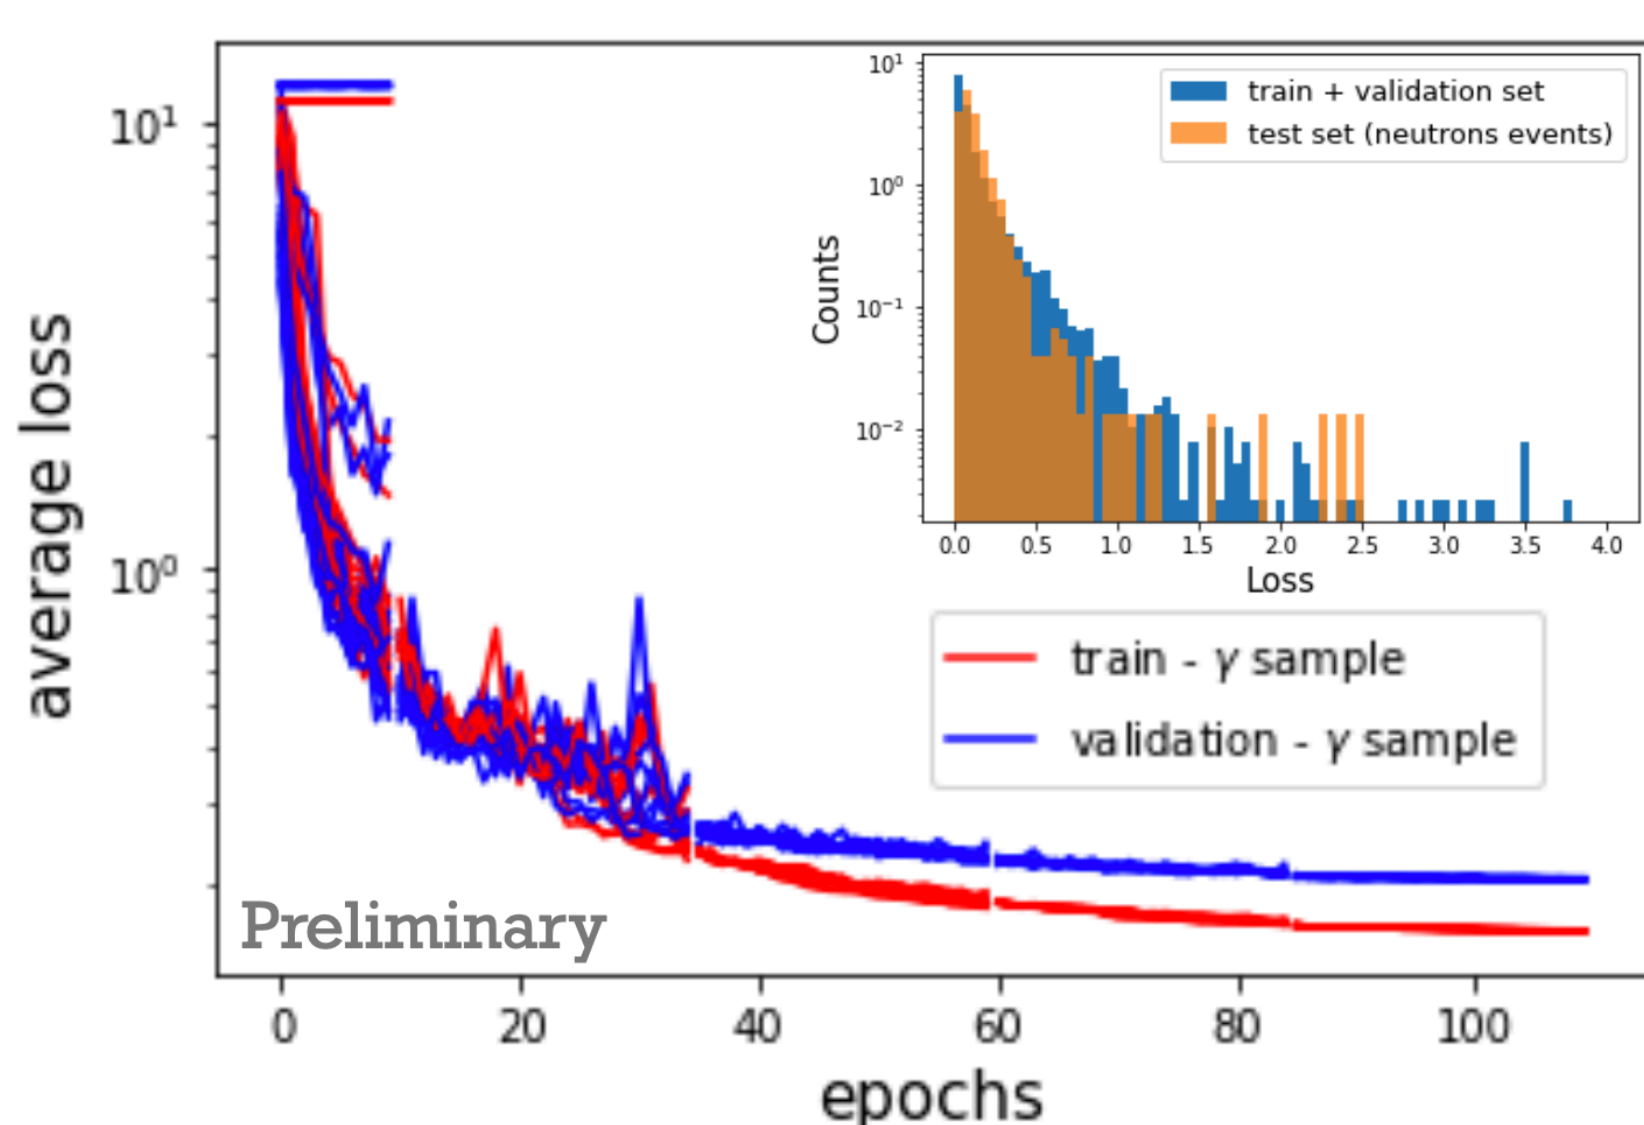 average loss
10¹
10⁰
0 20 40 60 80 100
epochs
Preliminary
train - γ sample
validation - γ sample
Counts
10¹
10⁰
10⁻¹
10⁻²
0.0 0.5 1.0 1.5 2.0 2.5 3.0 3.5 4.0
Loss
train + validation set
test set (neutrons events)